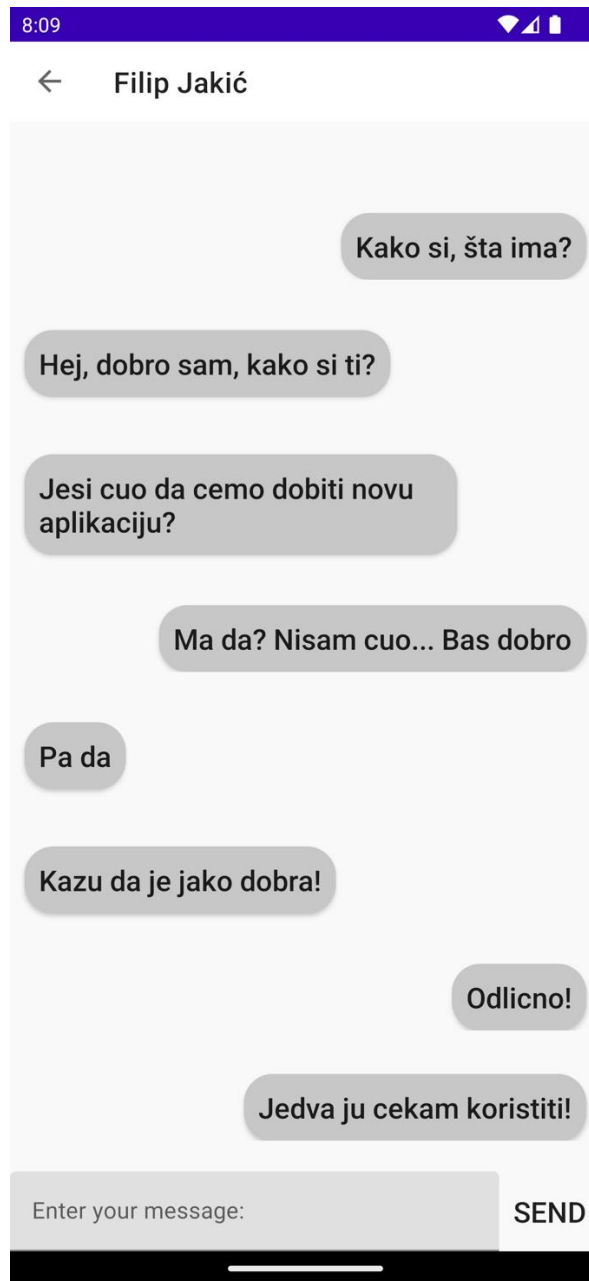 8:09
Filip Jakić
Kako si, šta ima?
Hej, dobro sam, kako si ti?
Jesi cuo da cemo dobiti novu
aplikaciju?
Ma da? Nisam cuo... Bas dobro
Pa da
Kazu da je jako dobra!
Odlicno!
Jedva ju cekam koristiti!
Enter your message:
SEND